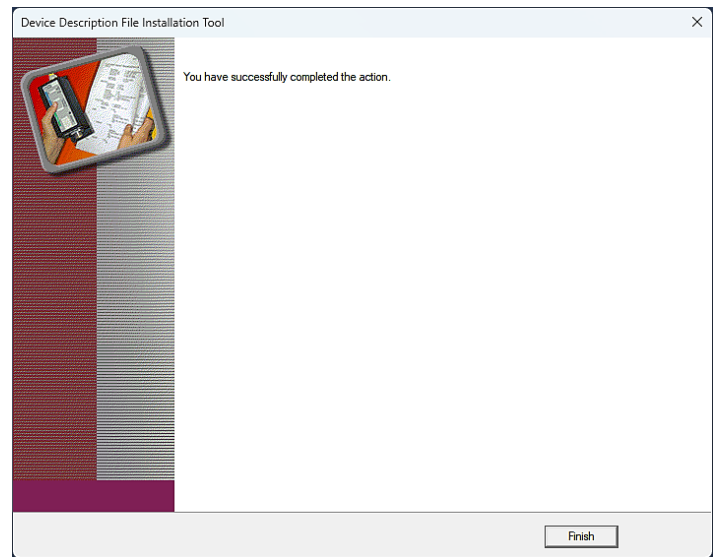 Device Description File Installation Tool
You have successfully completed the action.
Finish